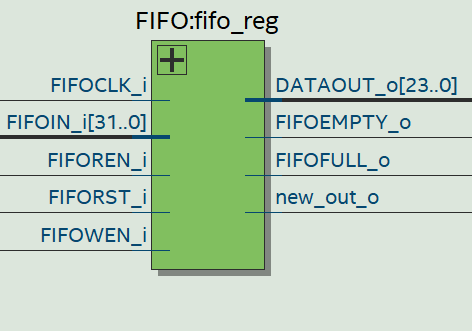 FIFO:fifo_reg
FIFOCLK_i
FIFOIN_i[31..0]
FIFOREN_i
FIFORST_i
FIFOWEN_i
DATAOUT_o[23..0]
FIFOEMPTY_o
FIFOFULL_o
new_out_o